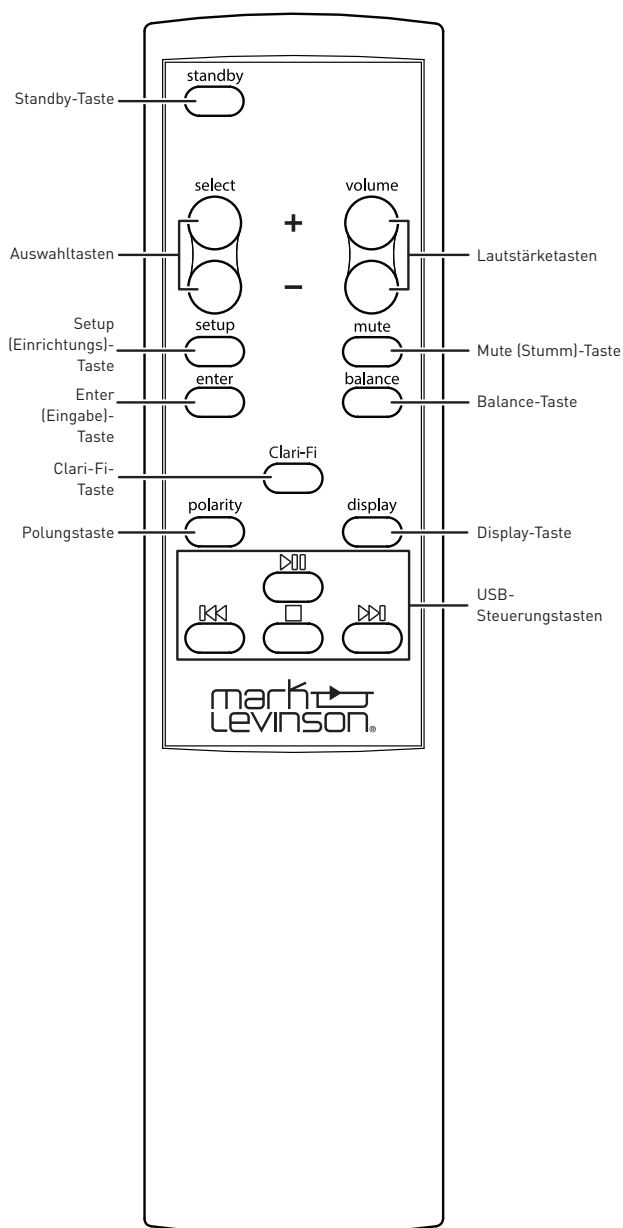 standby
Standby-Taste
select
volume
+
Auswahltasten
Lautstärketasten
–
Setup
(Einrichtungs)-
Taste
setup
mute
Mute (Stumm)-Taste
Enter
(Eingabe)-
Taste
enter
balance
Balance-Taste
Clari-Fi-
Taste
Clari-Fi
polarity
display
Polungstaste
Display-Taste
USB-
Steuerungstasten
mark
Levinson®